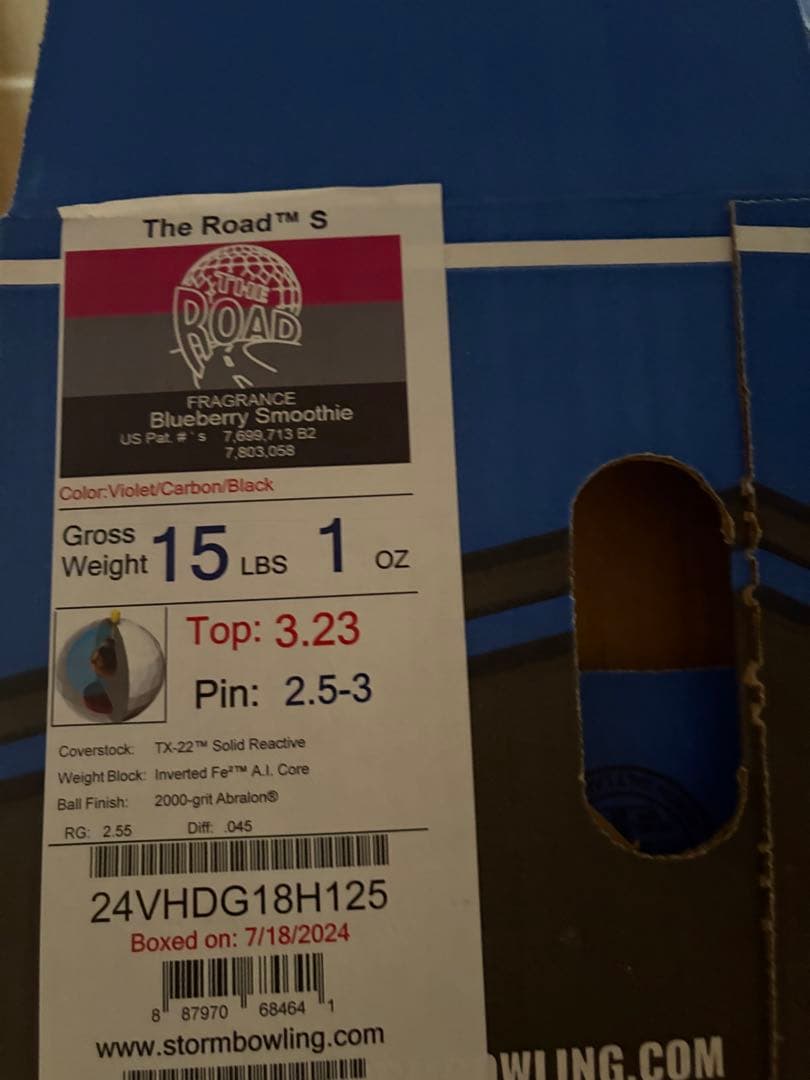 The Road™ S
THE
ROAD
FRAGRANCE
Blueberry Smoothie
US Pat. #'s 7,699,713 B2
7,803,058
Color:Violet/Carbon/Black
Gross
Weight 15 LBS 1 OZ
Top: 3.23
Pin: 2.5-3
Coverstock: TX-22™ Solid Reactive
Weight Block: Inverted Fe²™ A.I. Core
Ball Finish: 2000-grit Abralon®
RG: 2.55 Diff: .045
24VHDG18H125
Boxed on: 7/18/2024
8 87970 68464 1
www.stormbowling.com
OWLING.COM